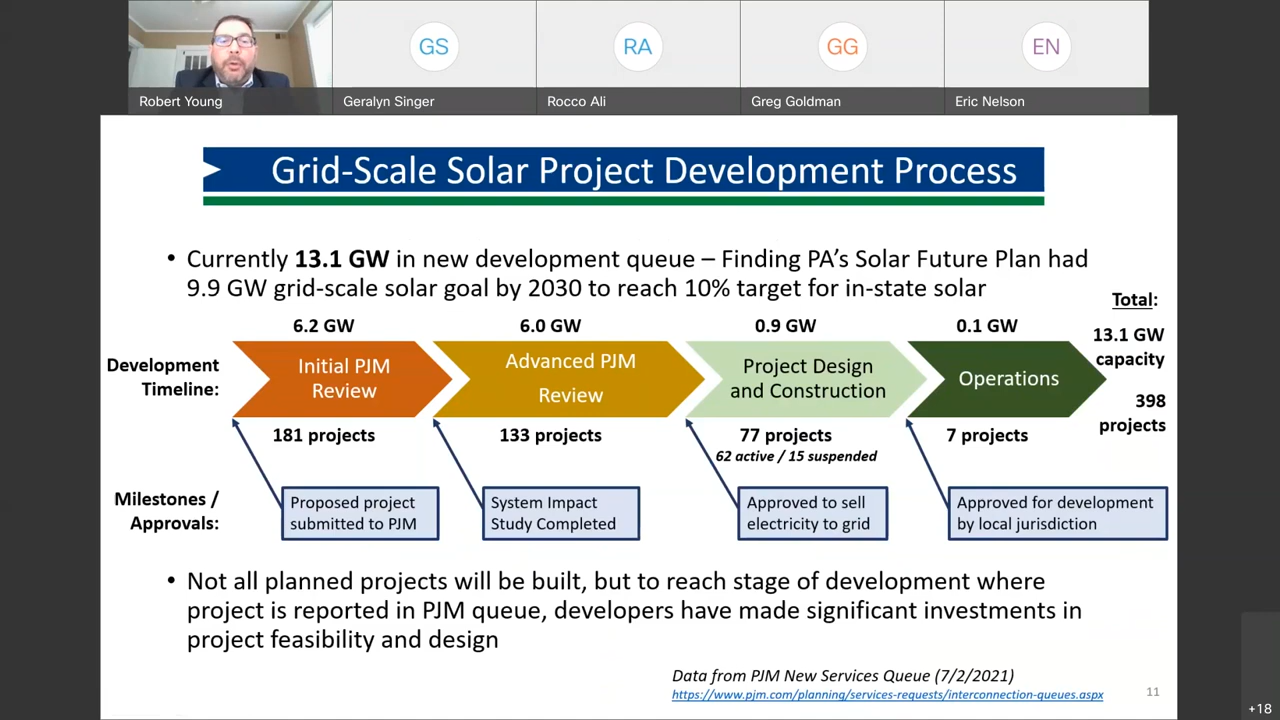 GS
RA
GG
EN
Robert Young
Geralyn Singer
Rocco Ali
Greg Goldman
Eric Nelson
Grid-Scale Solar Project Development Process
• Currently 13.1 GW in new development queue – Finding PA's Solar Future Plan had
9.9 GW grid-scale solar goal by 2030 to reach 10% target for in-state solar
Total:
6.2 GW
6.0 GW
0.9 GW
0.1 GW
13.1 GW
capacity
Development
Timeline:
Initial PJM
Review
Advanced PJM
Review
Project Design
and Construction
Operations
398
projects
181 projects
133 projects
77 projects
62 active / 15 suspended
7 projects
Milestones /
Approvals:
Proposed project
submitted to PJM
System Impact
Study Completed
Approved to sell
electricity to grid
Approved for development
by local jurisdiction
• Not all planned projects will be built, but to reach stage of development where
project is reported in PJM queue, developers have made significant investments in
project feasibility and design
Data from PJM New Services Queue (7/2/2021)
https://www.pjm.com/planning/services-requests/interconnection-queues.aspx
11
+18